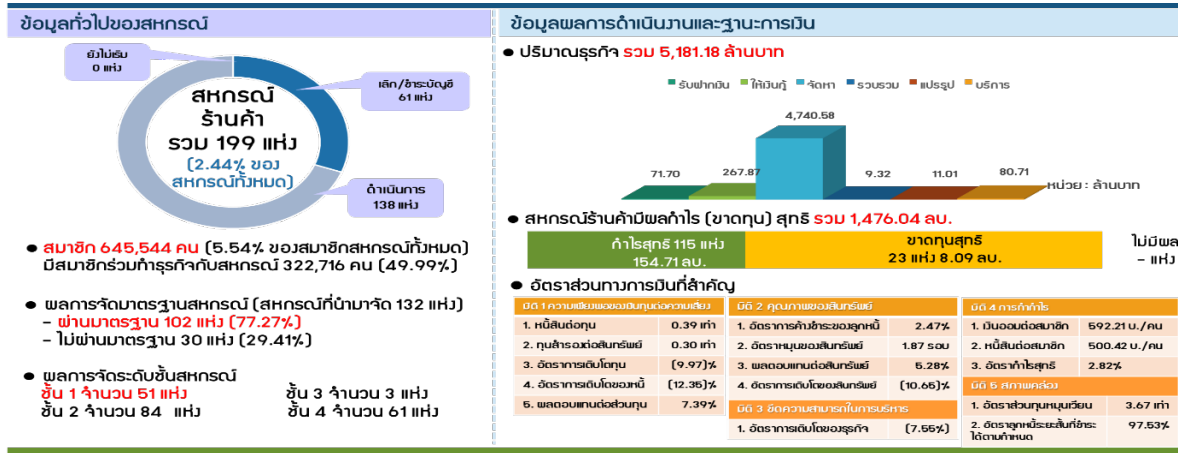 ข้อมูลทั่วไปของสหกรณ์
ยังไม่เริ่ม
0 แห่ง
เลิก/ชำระบัญชี
61 แห่ง
สหกรณ์
ร้านค้า
รวม 199 แห่ง
(2.44% ของ
สหกรณ์ทั้งหมด)
ดำเนินการ
138 แห่ง
● สมาชิก 645,544 คน (5.54% ของสมาชิกสหกรณ์ทั้งหมด)
มีสมาชิกร่วมทำธุรกิจกับสหกรณ์ 322,716 คน (49.99%)
● ผลการจัดมาตรฐานสหกรณ์ (สหกรณ์ที่นำมาจัด 132 แห่ง)
– ผ่านมาตรฐาน 102 แห่ง (77.27%)
– ไม่ผ่านมาตรฐาน 30 แห่ง (29.41%)
● ผลการจัดระดับชั้นสหกรณ์
ชั้น 1 จำนวน 51 แห่ง ชั้น 3 จำนวน 3 แห่ง
ชั้น 2 จำนวน 84 แห่ง ชั้น 4 จำนวน 61 แห่ง
ข้อมูลผลการดำเนินงานและฐานะการเงิน
● ปริมาณธุรกิจ รวม 5,181.18 ล้านบาท
รับฝากเงิน ให้เงินกู้ จัดหา รวบรวม แปรรูป บริการ
71.70 267.87 4,740.58 9.32 11.01 80.71
หน่วย : ล้านบาท
● สหกรณ์ร้านค้ามีผลกำไร (ขาดทุน) สุทธิ รวม 1,476.04 ลบ.
กำไรสุทธิ 115 แห่ง
154.71 ลบ.
ขาดทุนสุทธิ
23 แห่ง 8.09 ลบ.
ไม่มีผล
– แห่ง
● อัตราส่วนทางการเงินที่สำคัญ
มิติ 1 ความเพียงพอของเงินทุนต่อความเสี่ยง
1. หนี้สินต่อทุน 0.39 เท่า
2. ทุนสำรองต่อสินทรัพย์ 0.30 เท่า
3. อัตราการเติบโตทุน (9.97)%
4. อัตราการเติบโตของหนี้ (12.35)%
5. ผลตอบแทนต่อส่วนทุน 7.39%
มิติ 2 คุณภาพของสินทรัพย์
1. อัตราการค้างชำระของลูกหนี้ 2.47%
2. อัตราหมุนของสินทรัพย์ 1.87 รอบ
3. ผลตอบแทนต่อสินทรัพย์ 5.28%
4. อัตราการเติบโตของสินทรัพย์ (10.65)%
มิติ 3 ขีดความสามารถในการบริหาร
1. อัตราการเติบโตของธุรกิจ (7.55%)
มิติ 4 การทำกำไร
1. เงินออมต่อสมาชิก 592.21 บ./คน
2. หนี้สินต่อสมาชิก 500.42 บ./คน
3. อัตรากำไรสุทธิ 2.82%
มิติ 5 สภาพคล่อง
1. อัตราส่วนทุนหมุนเวียน 3.67 เท่า
2. อัตราลูกหนี้ระยะสั้นที่ชำระ 97.53%
ได้ตามกำหนด